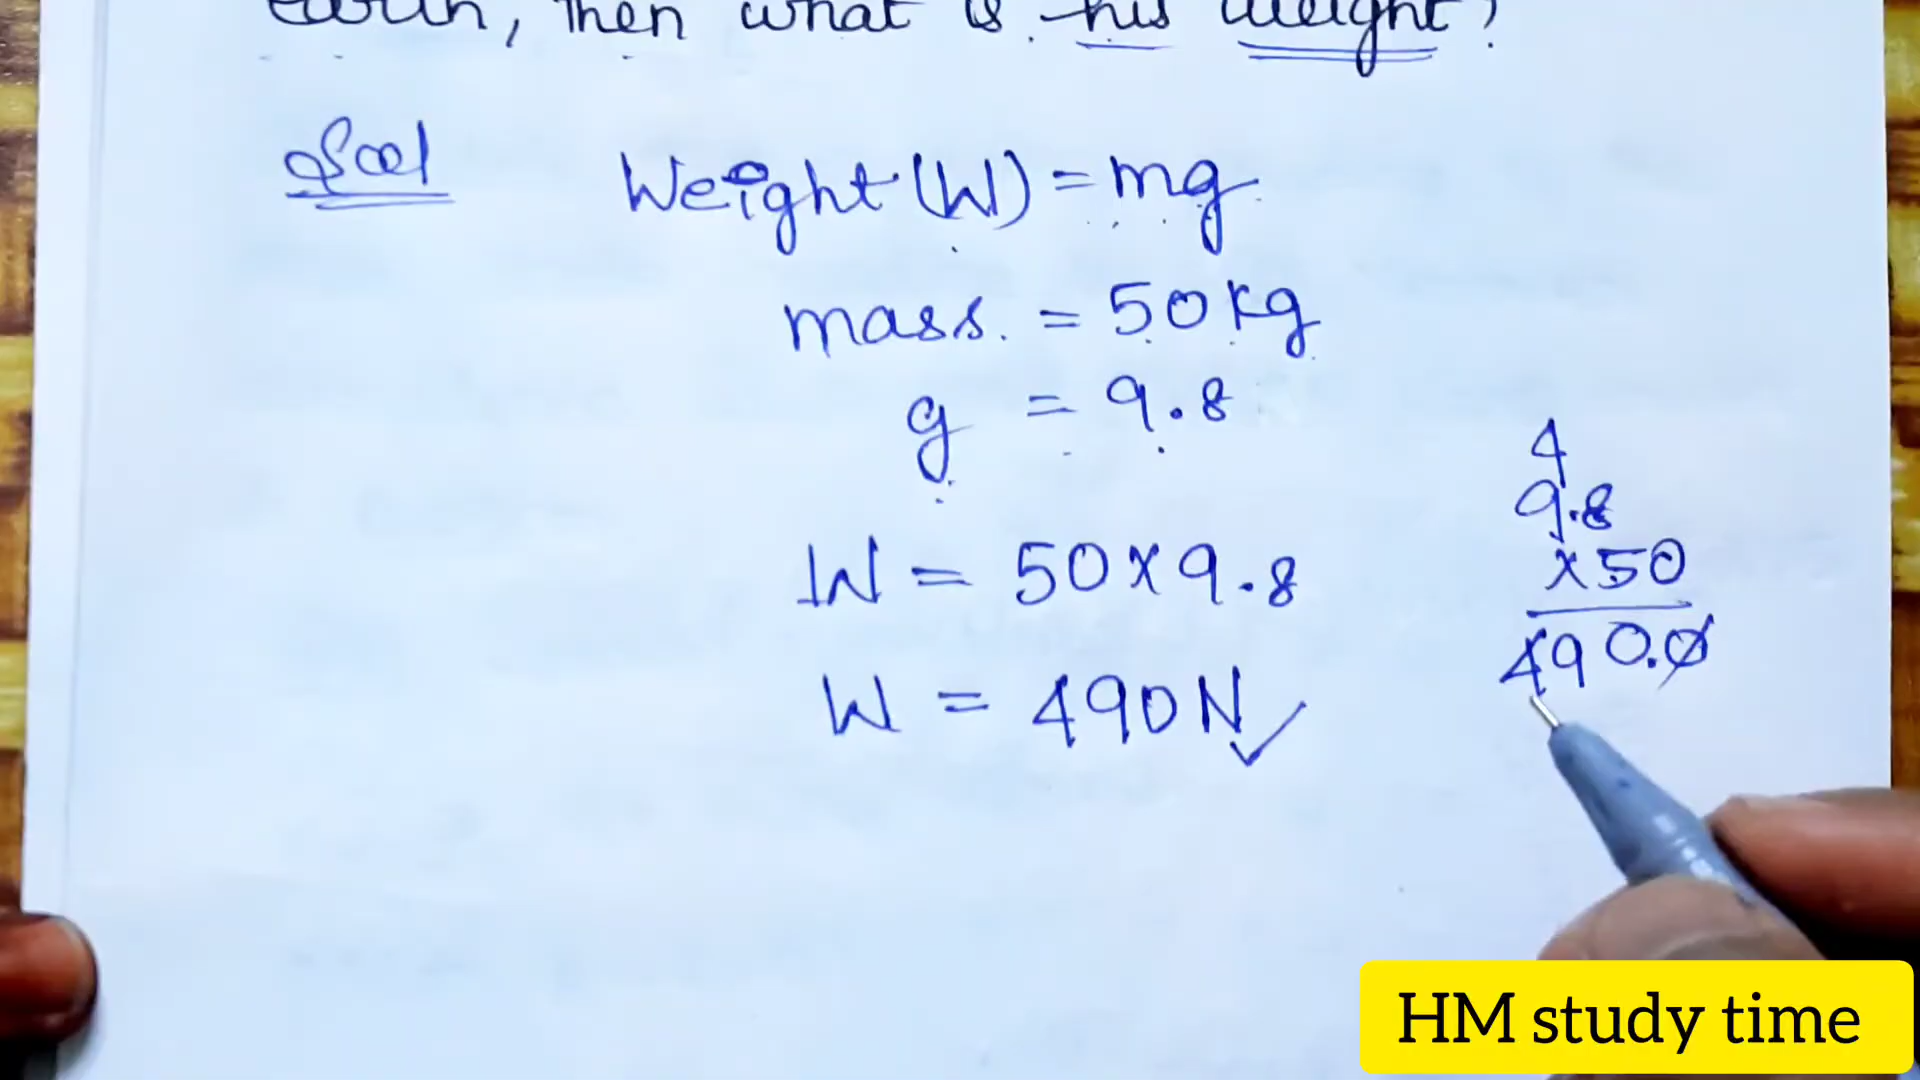 earth, then what is his weight?
Sol
Weight (W) = mg
mass. = 50 kg
g = 9.8
W = 50 × 9.8
W = 490 N ✓
4
9.8
× 50
490.0
HM study time